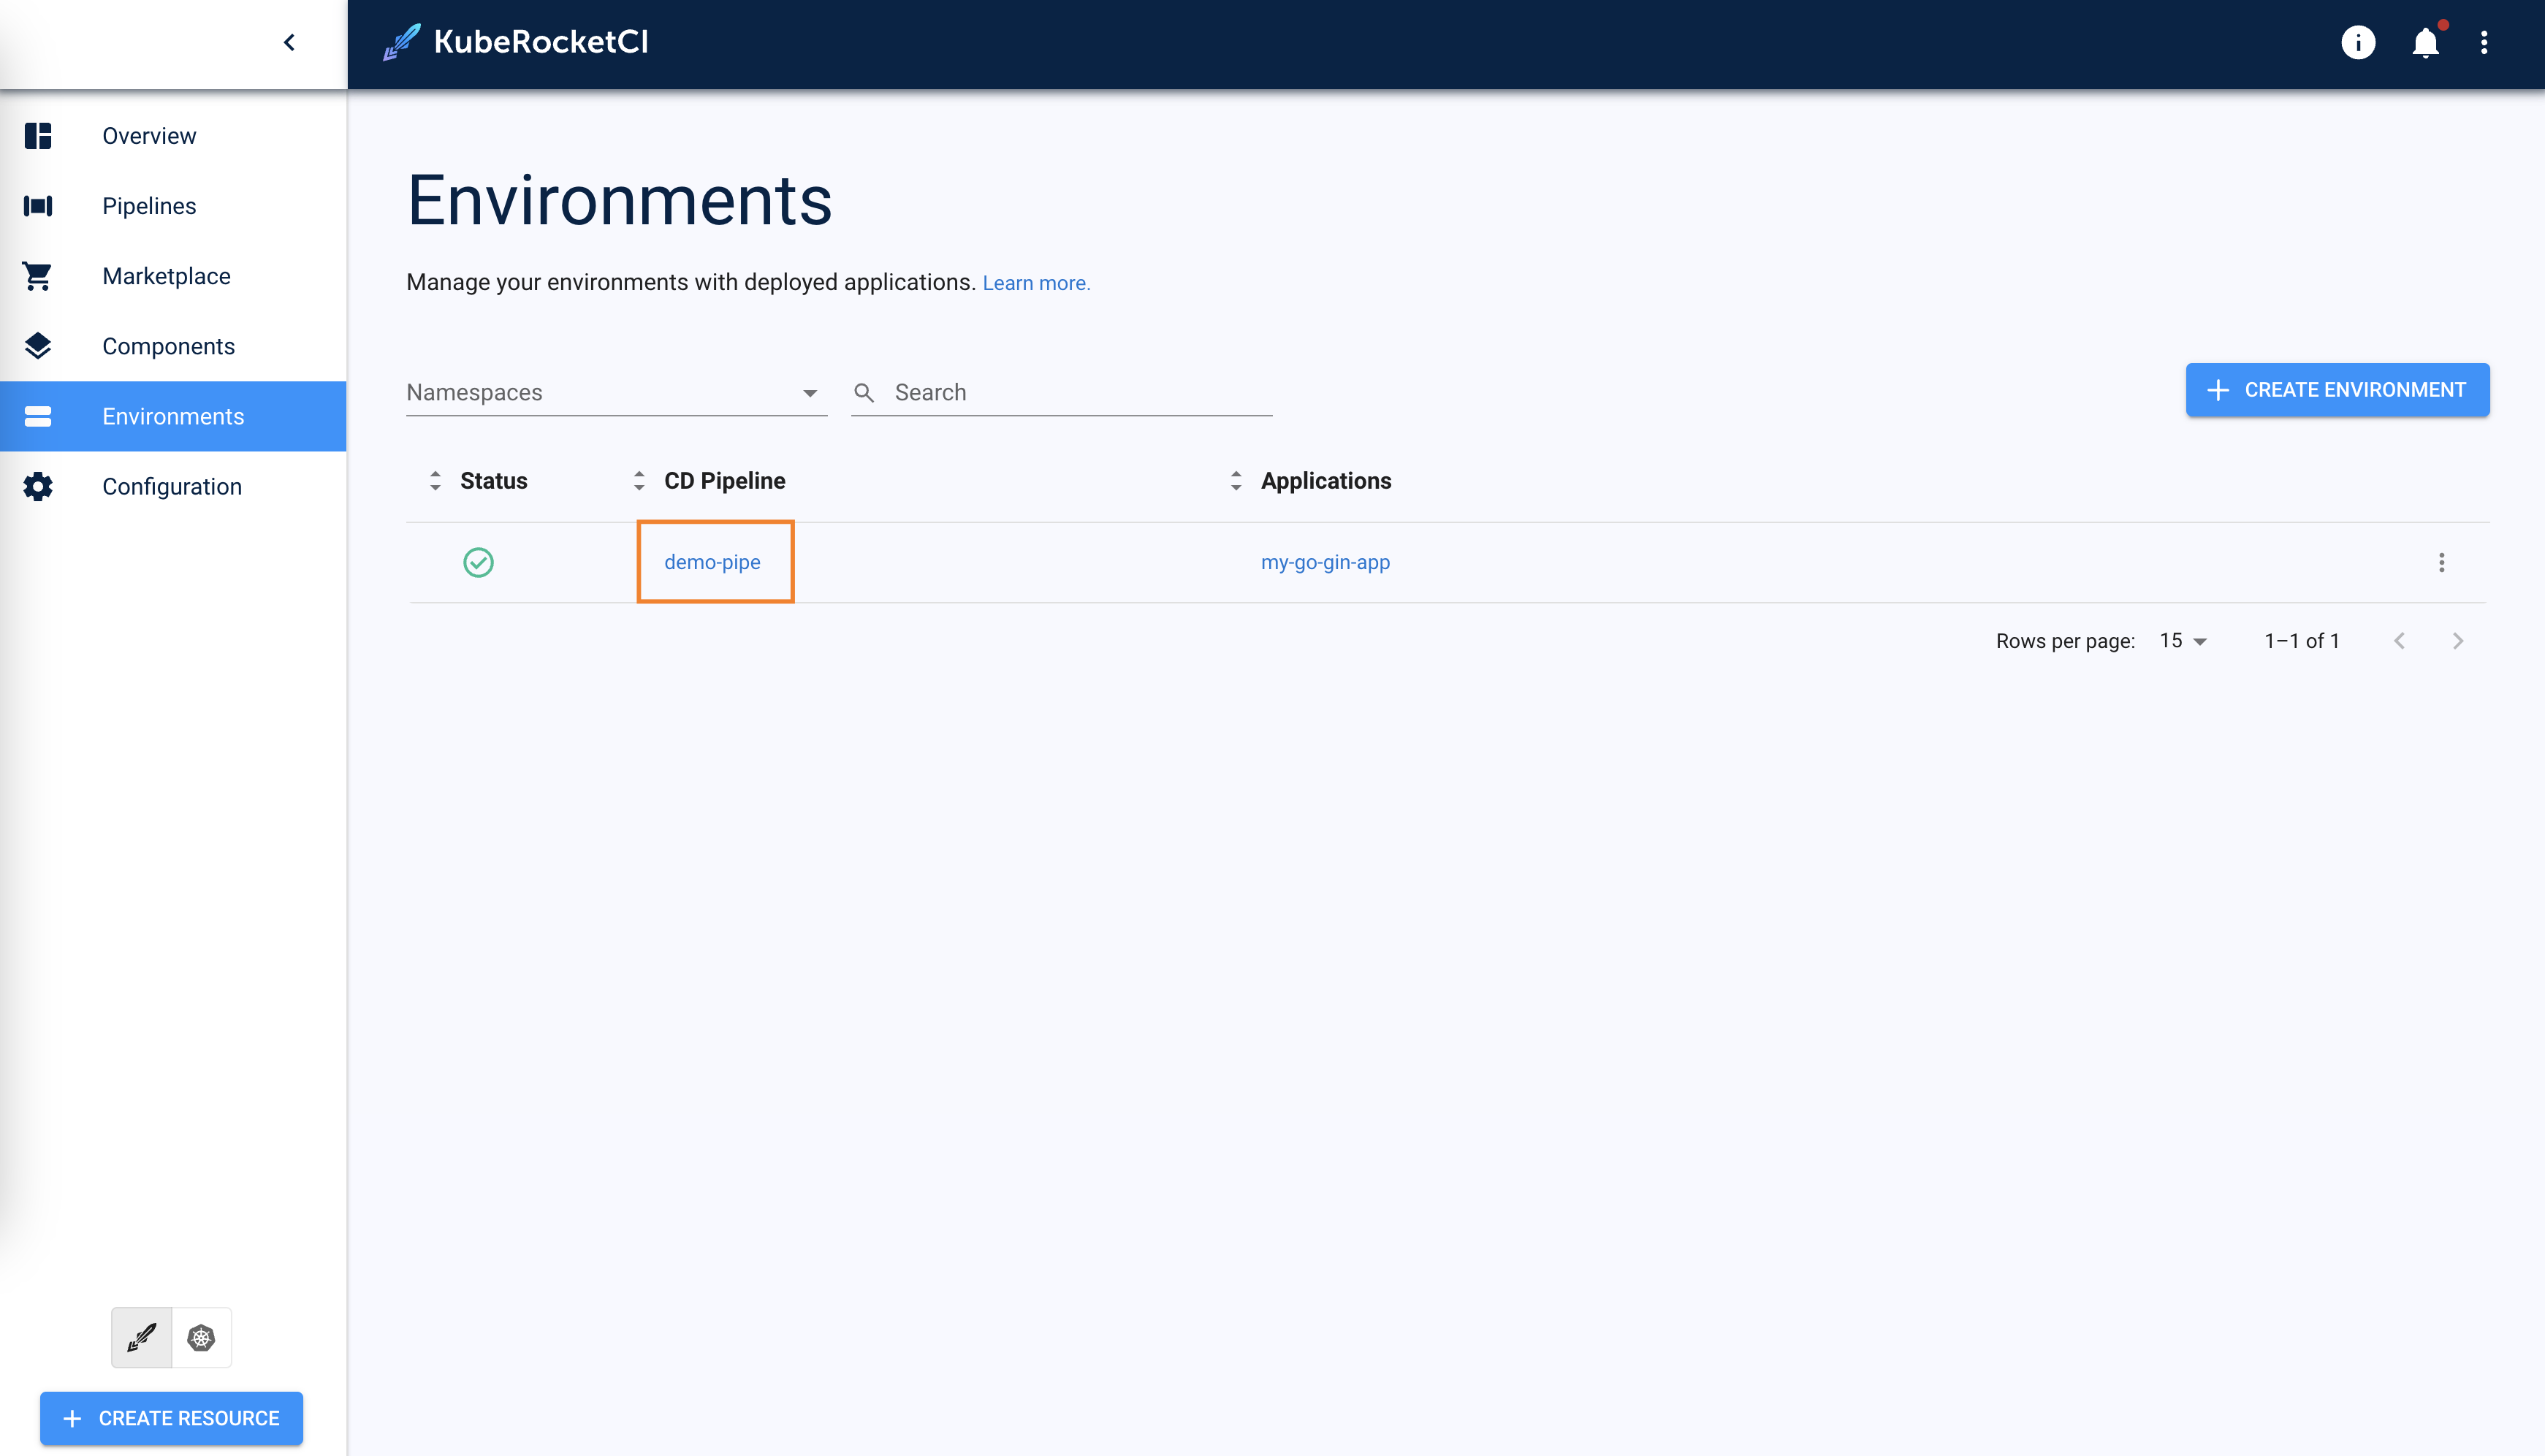 KubeRocketCI
Overview
Pipelines
Marketplace
Components
Environments
Configuration
Environments
Manage your environments with deployed applications. Learn more.
Namespaces
Search
CREATE ENVIRONMENT
Status CD Pipeline Applications
demo-pipe my-go-gin-app
Rows per page: 15 1–1 of 1
CREATE RESOURCE